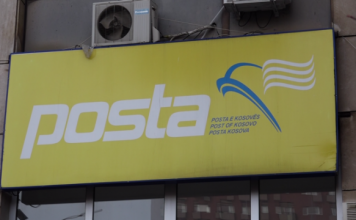 posta
POSTA E KOSOVËS
POST OF KOSOVO
POŠTA KOSOVA